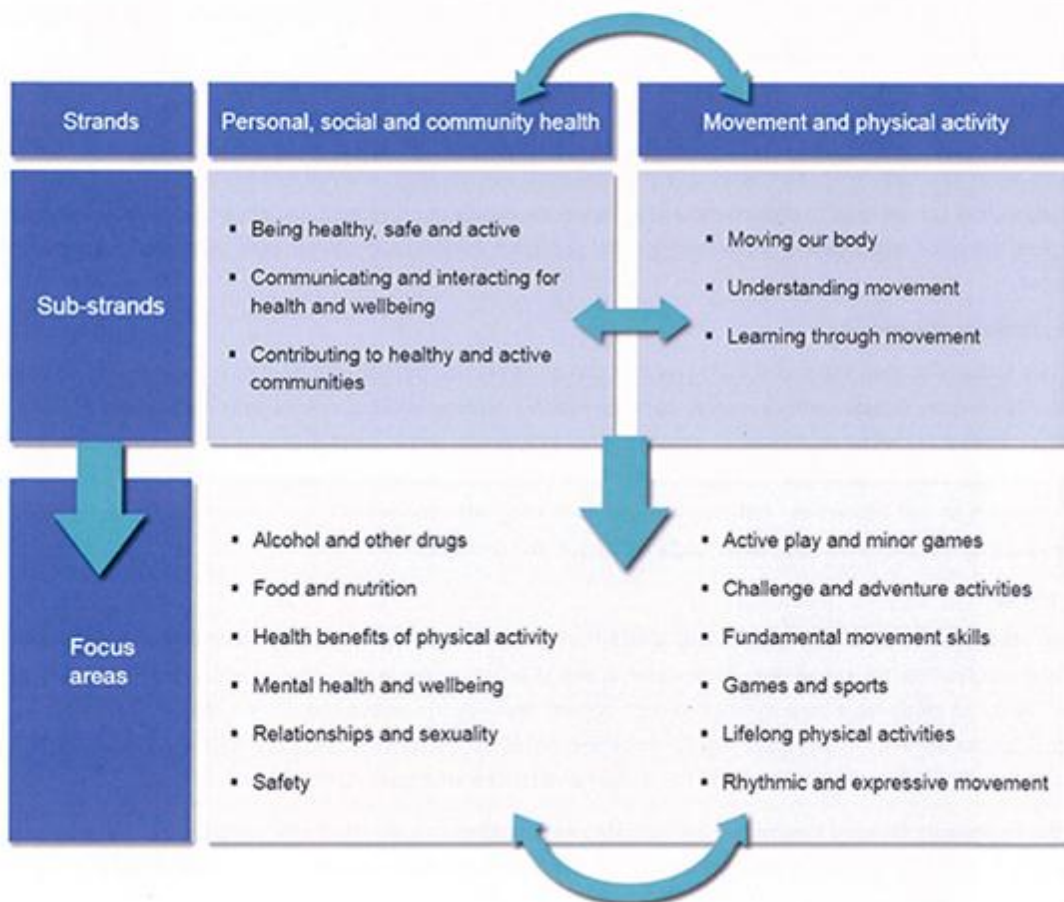 Strands
Personal, social and community health
Movement and physical activity
Sub-strands
▪ Being healthy, safe and active
▪ Communicating and interacting for
health and wellbeing
▪ Contributing to healthy and active
communities
▪ Moving our body
▪ Understanding movement
▪ Learning through movement
Focus
areas
▪ Alcohol and other drugs
▪ Food and nutrition
▪ Health benefits of physical activity
▪ Mental health and wellbeing
▪ Relationships and sexuality
▪ Safety
▪ Active play and minor games
▪ Challenge and adventure activities
▪ Fundamental movement skills
▪ Games and sports
▪ Lifelong physical activities
▪ Rhythmic and expressive movement